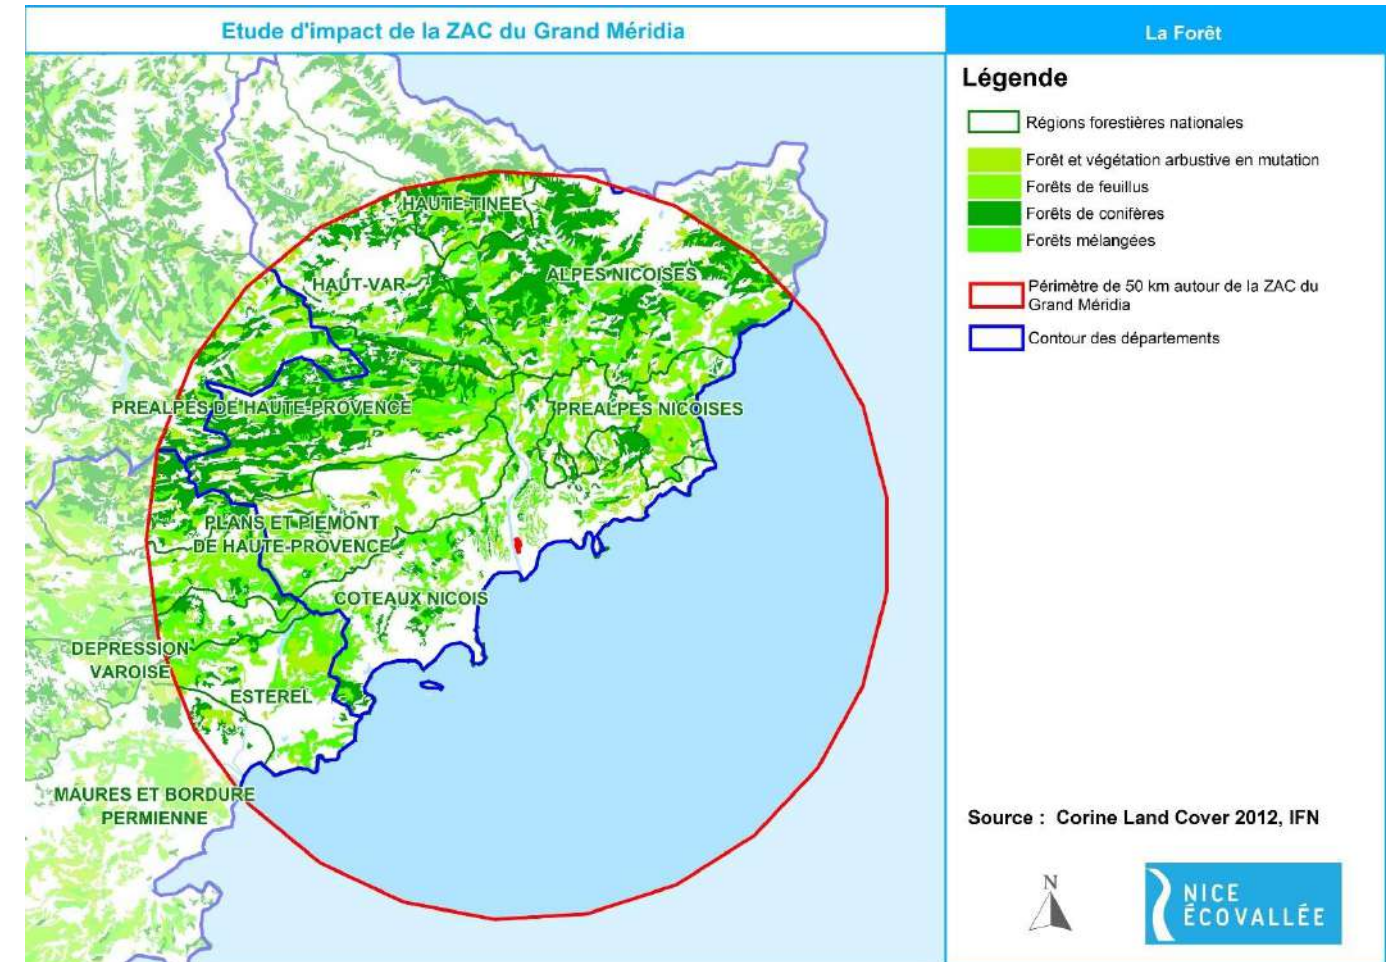 Etude d'impact de la ZAC du Grand Méridia
La Forêt
Légende
Régions forestières nationales
Forêt et végétation arbustive en mutation
Forêts de feuillus
Forêts de conifères
Forêts mélangées
Périmètre de 50 km autour de la ZAC du
Grand Méridia
Contour des départements
HAUTE-TINEE
HAUT-VAR
ALPES NICOISES
PREALPES DE HAUTE-PROVENCE
PREALPES NICOISES
PLANS ET PIEMONT
DE HAUTE-PROVENCE
COTEAUX NICOIS
DEPRESSION
VAROISE
ESTEREL
MAURES ET BORDURE
PERMIENNE
Source : Corine Land Cover 2012, IFN
N
NICE
ÉCOVALLÉE